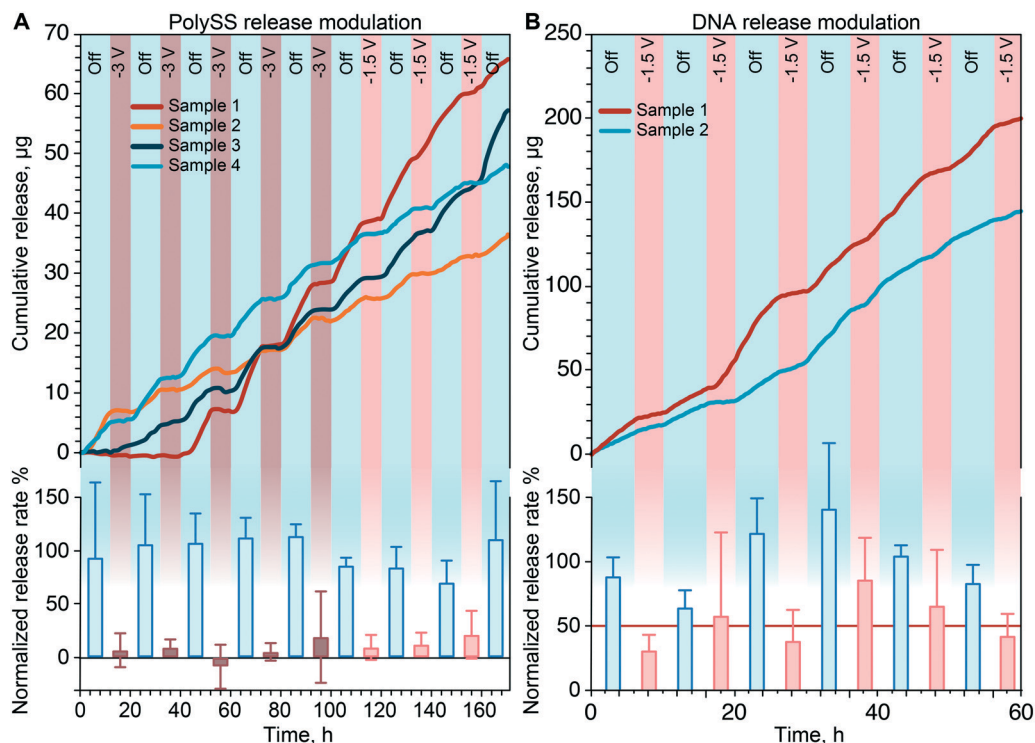 A
PolySS release modulation
Cumulative release, µg
70
60
50
40
30
20
10
0
Off
-3 V
Off
-3 V
Off
-3 V
Off
-3 V
Off
-3 V
Off
-1.5 V
Off
-1.5 V
Off
-1.5 V
Off
Sample 1
Sample 2
Sample 3
Sample 4
Normalized release rate %
150
100
50
0
0
20
40
60
80
100
120
140
160
Time, h
B
DNA release modulation
Cumulative release, µg
250
200
150
100
50
0
Off
-1.5 V
Off
-1.5 V
Off
-1.5 V
Off
-1.5 V
Off
-1.5 V
Off
-1.5 V
Sample 1
Sample 2
Normalized release rate %
150
100
50
0
0
20
40
60
Time, h